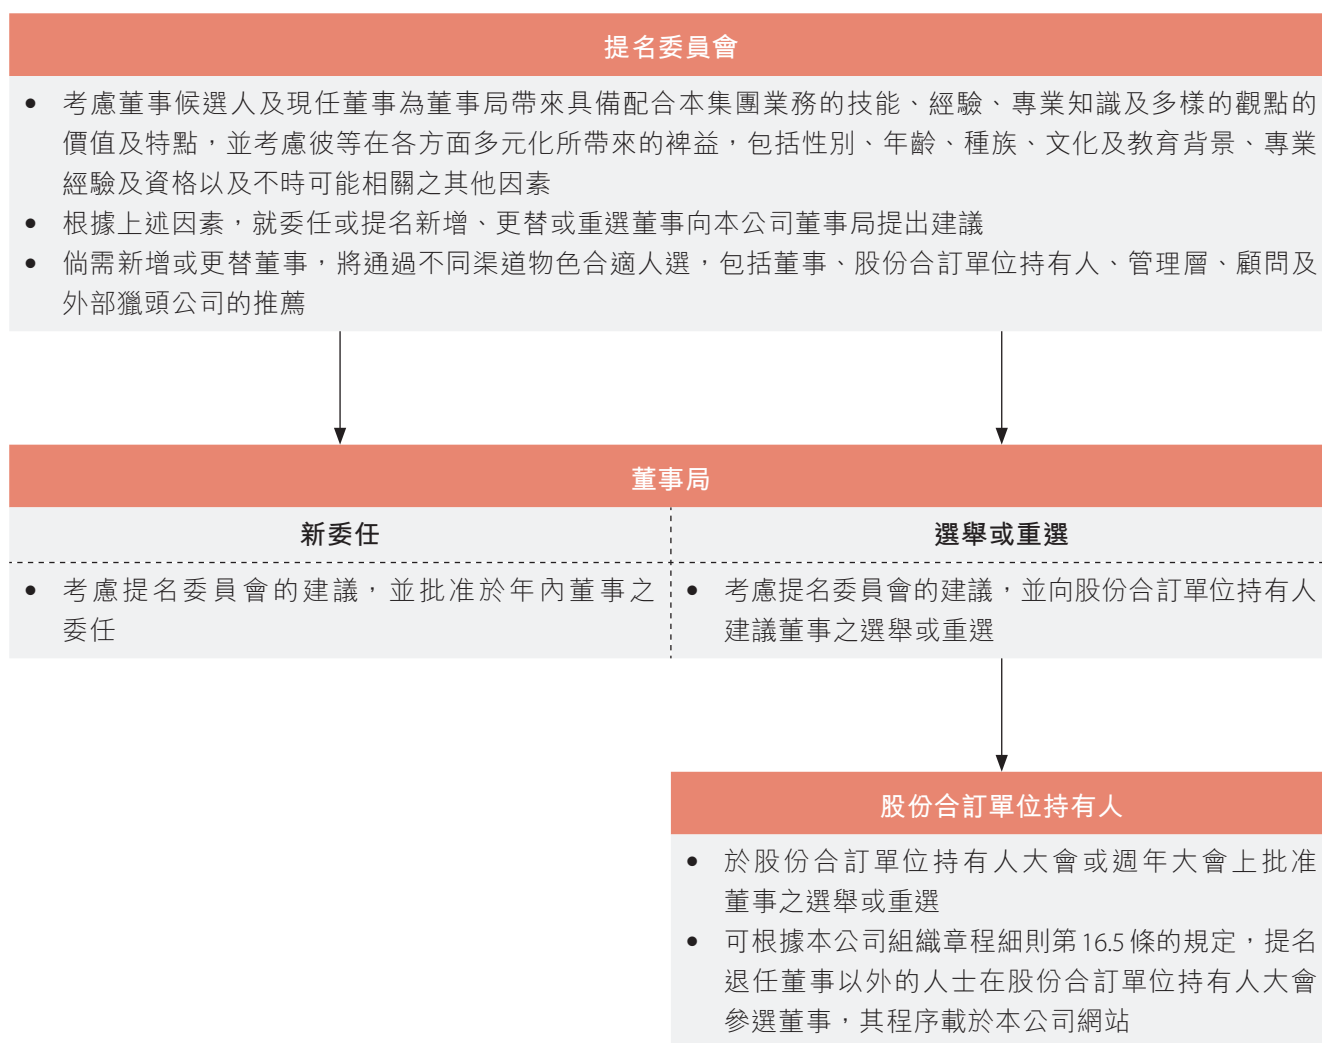 提名委員會
• 考慮董事候選人及現任董事為董事局帶來具備配合本集團業務的技能、經驗、專業知識及多樣的觀點的
價值及特點，並考慮彼等在各方面多元化所帶來的裨益，包括性別、年齡、種族、文化及教育背景、專業
經驗及資格以及不時可能相關之其他因素
• 根據上述因素，就委任或提名新增、更替或重選董事向本公司董事局提出建議
• 倘需新增或更替董事，將通過不同渠道物色合適人選，包括董事、股份合訂單位持有人、管理層、顧問及
外部獵頭公司的推薦
董事局
新委任
• 考慮提名委員會的建議，並批准於年內董事之
委任
選舉或重選
• 考慮提名委員會的建議，並向股份合訂單位持有人
建議董事之選舉或重選
股份合訂單位持有人
• 於股份合訂單位持有人大會或週年大會上批准
董事之選舉或重選
• 可根據本公司組織章程細則第16.5條的規定，提名
退任董事以外的人士在股份合訂單位持有人大會
參選董事，其程序載於本公司網站